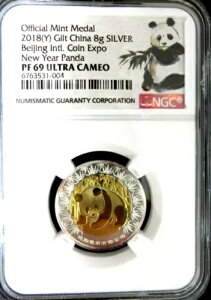 Official Mint Medal
2018(Y) Gilt China 8g SILVER
Beijing Intl. Coin Expo
New Year Panda
PF 69 ULTRA CAMEO
6763531-004
NUMISMATIC GUARANTY CORPORATION
NGC